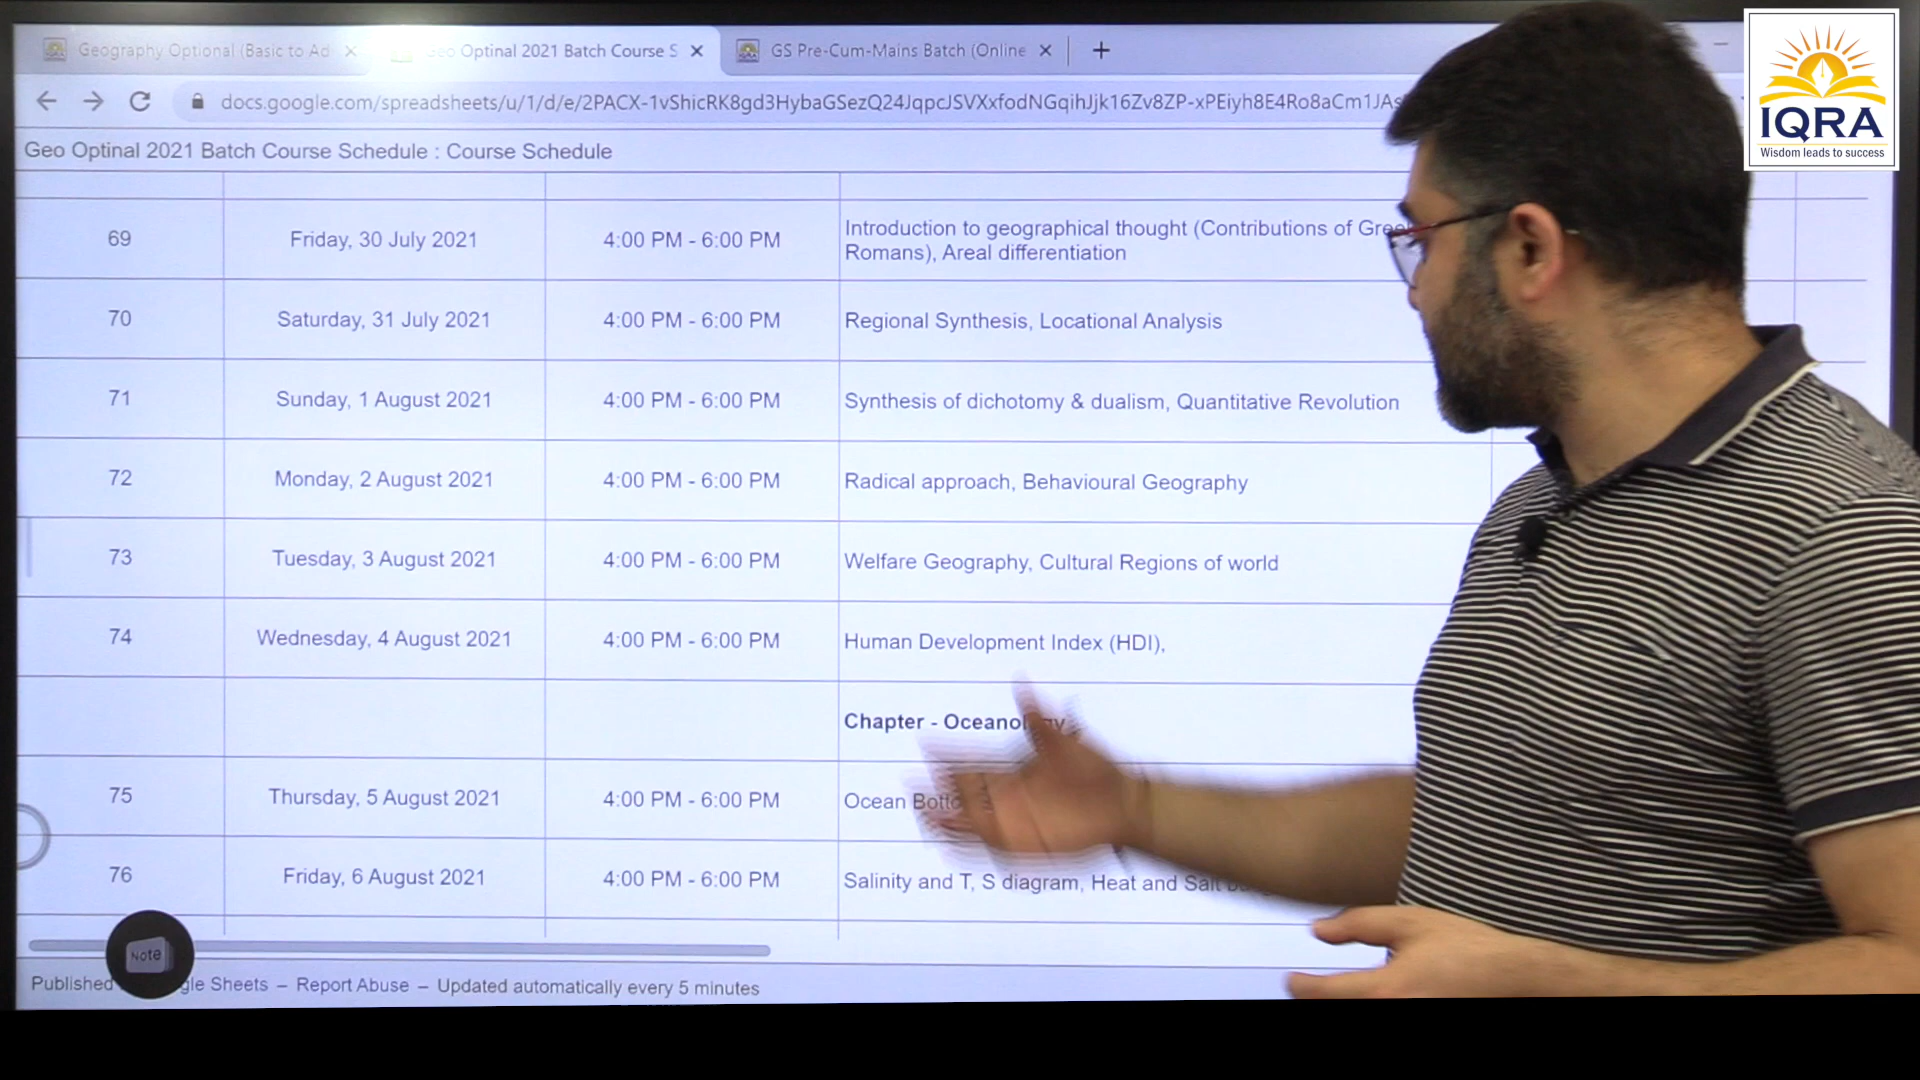 Geography Optional (Basic to Ad
Geo Optinal 2021 Batch Course S
GS Pre-Cum-Mains Batch (Online
docs.google.com/spreadsheets/u/1/d/e/2PACX-1vShicRK8gd3HybaGSezQ24JqpcJSVXxfodNGqihJjk16Zv8ZP-xPEiyh8E4Ro8aCm1JAs
IQRA
Wisdom leads to success
Geo Optinal 2021 Batch Course Schedule : Course Schedule
69 Friday, 30 July 2021 4:00 PM - 6:00 PM Introduction to geographical thought (Contributions of Gree
Romans), Areal differentiation
70 Saturday, 31 July 2021 4:00 PM - 6:00 PM Regional Synthesis, Locational Analysis
71 Sunday, 1 August 2021 4:00 PM - 6:00 PM Synthesis of dichotomy & dualism, Quantitative Revolution
72 Monday, 2 August 2021 4:00 PM - 6:00 PM Radical approach, Behavioural Geography
73 Tuesday, 3 August 2021 4:00 PM - 6:00 PM Welfare Geography, Cultural Regions of world
74 Wednesday, 4 August 2021 4:00 PM - 6:00 PM Human Development Index (HDI),
Chapter -
75 Thursday, 5 August 2021 4:00 PM - 6:00 PM Ocean
76 Friday, 6 August 2021 4:00 PM - 6:00 PM Salinity and T, S diagram, Heat and Salt
Note
Published Sheets – Report Abuse – Updated automatically every 5 minutes